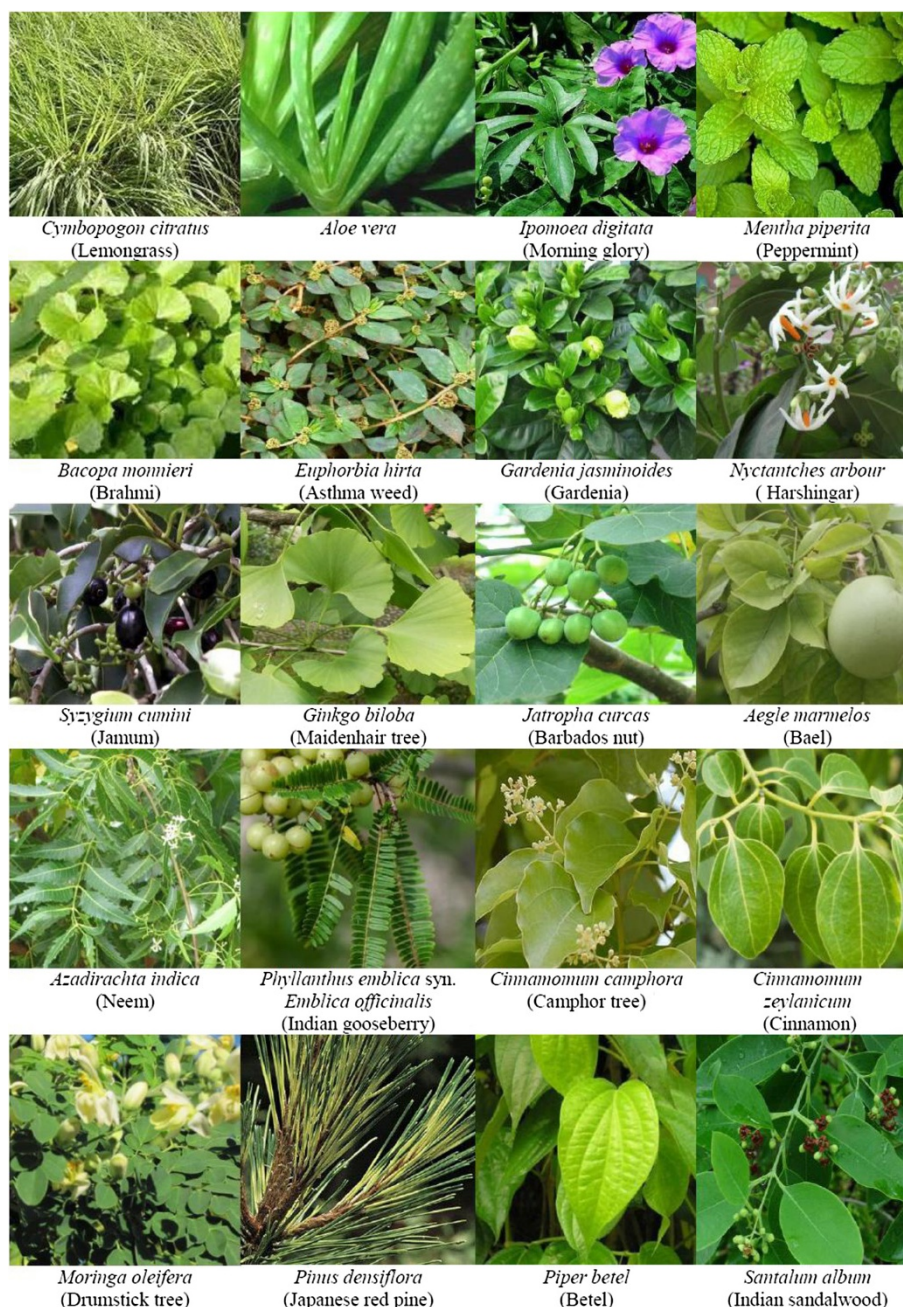 Cymbopogon citratus
(Lemongrass)
Aloe vera
Ipomoea digitata
(Morning glory)
Mentha piperita
(Peppermint)
Bacopa monnieri
(Brahmi)
Euphorbia hirta
(Asthma weed)
Gardenia jasminoides
(Gardenia)
Nyctantches arbour
( Harshingar)
Syzygium cumini
(Jamum)
Ginkgo biloba
(Maidenhair tree)
Jatropha curcas
(Barbados nut)
Aegle marmelos
(Bael)
Azadirachta indica
(Neem)
Phyllanthus emblica syn.
Emblica officinalis
(Indian gooseberry)
Cinnamomum camphora
(Camphor tree)
Cinnamomum
zeylanicum
(Cinnamon)
Moringa oleifera
(Drumstick tree)
Pinus densiflora
(Japanese red pine)
Piper betel
(Betel)
Santalum album
(Indian sandalwood)